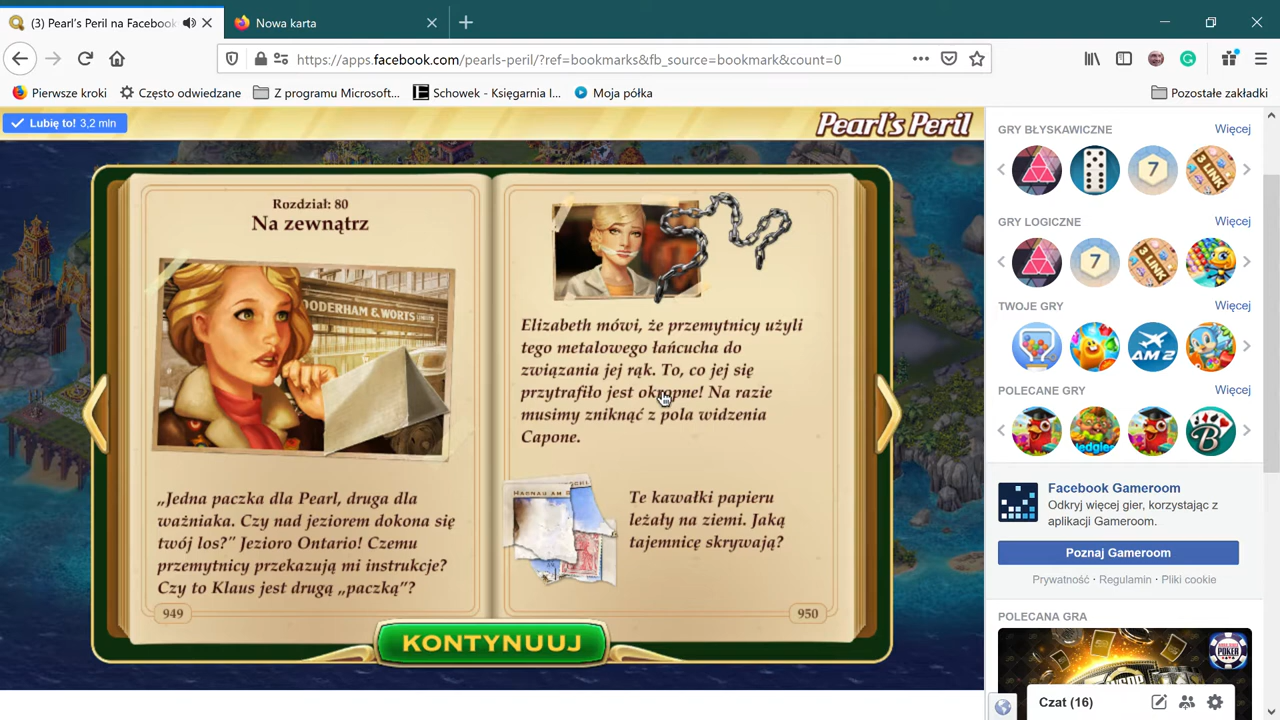 (3) Pearl's Peril na Facebook
Nowa karta
https://apps.facebook.com/pearls-peril/?ref=bookmarks&fb_source=bookmark&count=0
Pierwsze kroki
Często odwiedzane
Z programu Microsoft...
Schowek - Księgarnia I...
Moja półka
Pozostałe zakładki
Lubię to! 3,2 mln
Pearl's Peril
Rozdział: 80
Na zewnątrz
OODERHAM & WORTS
„Jedna paczka dla Pearl, druga dla
ważniaka. Czy nad jeziorem dokona się
twój los?” Jezioro Ontario! Czemu
przemytnicy przekazują mi instrukcje?
Czy to Klaus jest drugą „paczką”?
949
Elizabeth mówi, że przemytnicy użyli
tego metalowego łańcucha do
związania jej rąk. To, co jej się
przytrafiło jest okropne! Na razie
musimy zniknąć z pola widzenia
Capone.
Te kawałki papieru
leżały na ziemi. Jaką
tajemnicę skrywają?
950
KONTYNUUJ
GRY BŁYSKAWICZNE
Więcej
7
3 LINK
GRY LOGICZNE
Więcej
7
3 LINK
TWOJE GRY
Więcej
AM 2
POLECANE GRY
Więcej
B
Facebook Gameroom
Odkryj więcej gier, korzystając z
aplikacji Gameroom.
Poznaj Gameroom
Prywatność · Regulamin · Pliki cookie
POLECANA GRA
POKER
Czat (16)